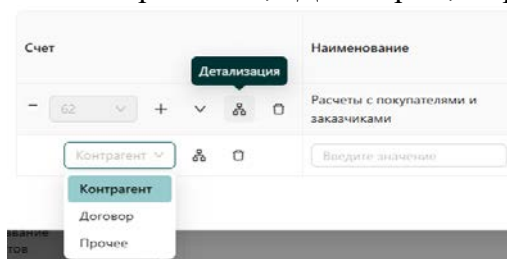 Счет
Наименование
Детализация
62
Расчеты с покупателями и
заказчиками
Контрагент
Введите значение
Контрагент
Договор
Прочее